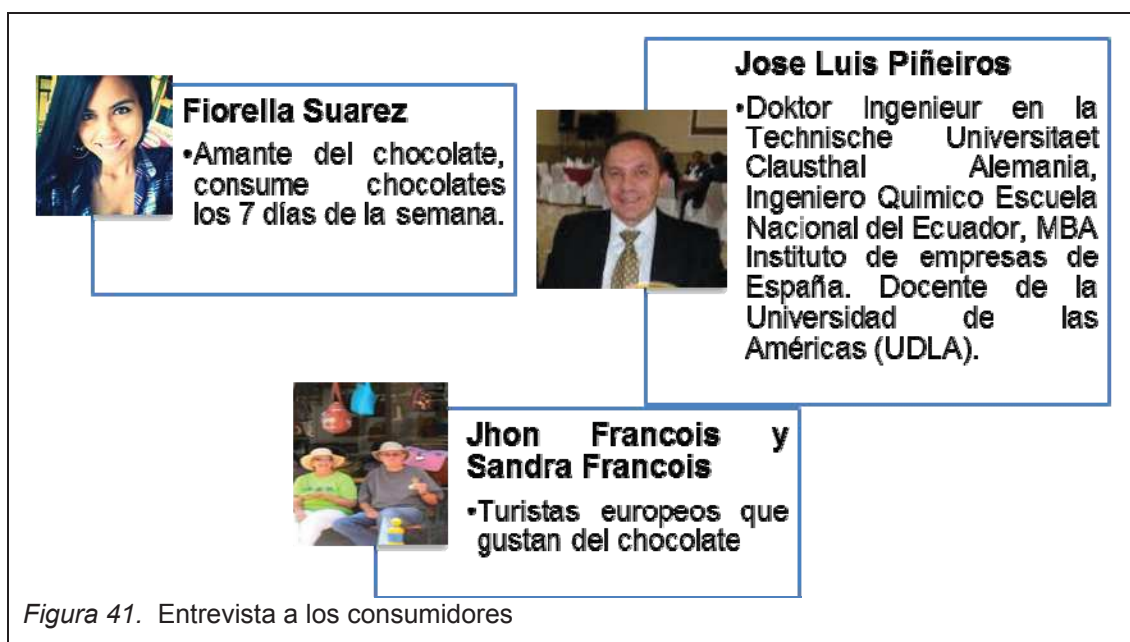 Fiorella Suarez
•Amante del chocolate,
consume chocolates
los 7 días de la semana.
Jose Luis Piñeiros
•Doktor Ingenieur en la
Technische Universitaet
Clausthal Alemania,
Ingeniero Quimico Escuela
Nacional del Ecuador, MBA
Instituto de empresas de
España. Docente de la
Universidad de las
Américas (UDLA).
Jhon Francois y
Sandra Francois
•Turistas europeos que
gustan del chocolate
Figura 41. Entrevista a los consumidores